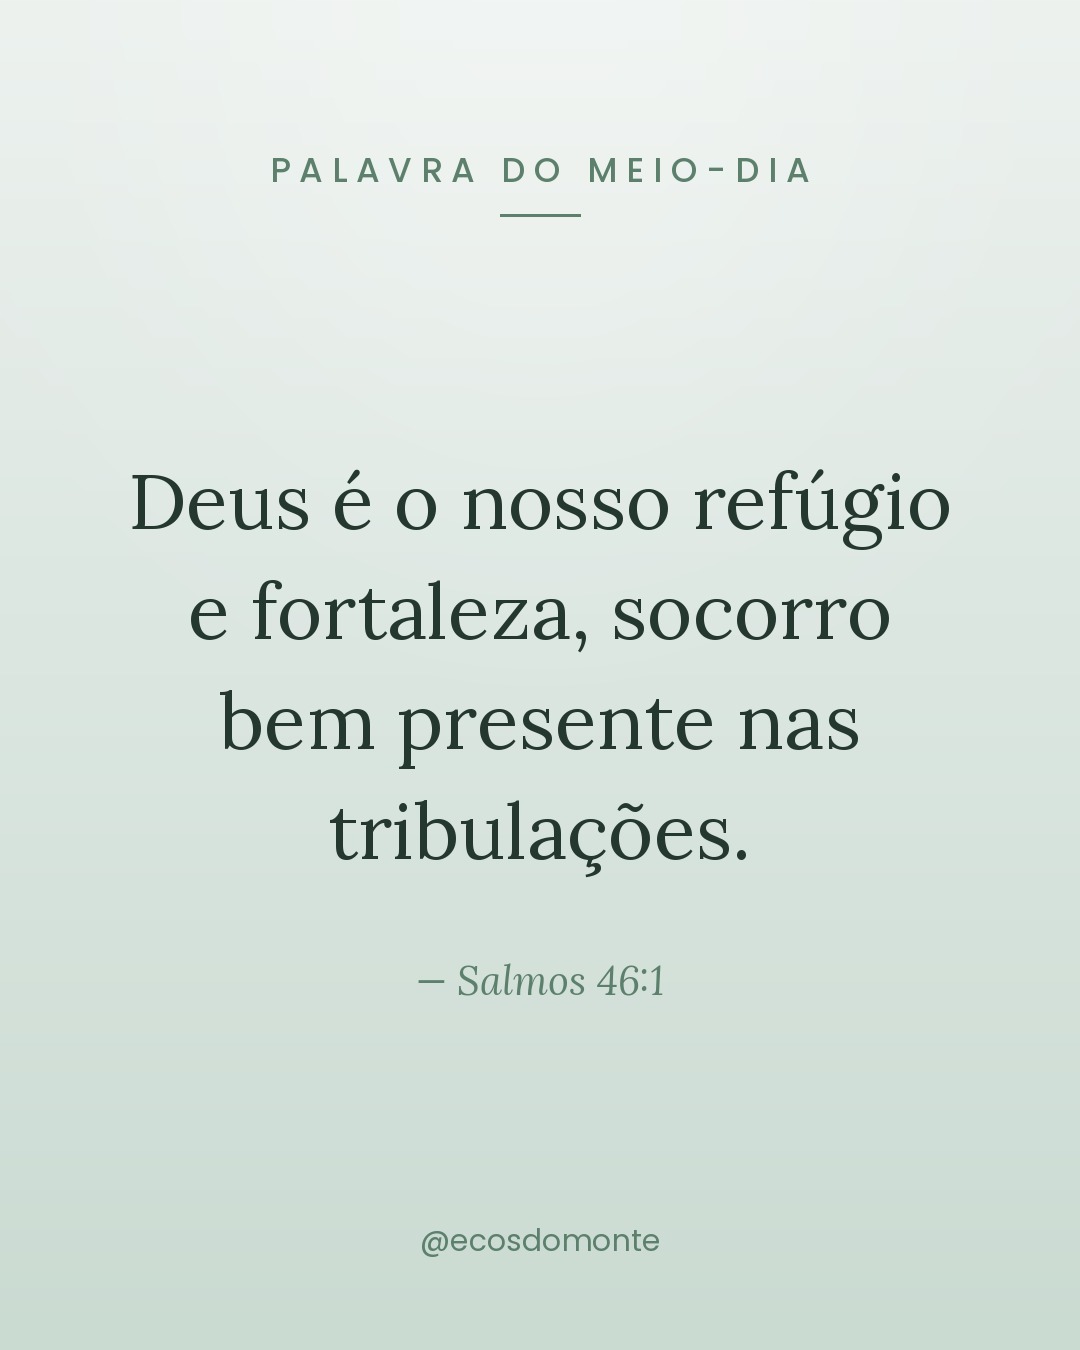 PALAVRA DO MEIO-DIA
Deus é o nosso refúgio
e fortaleza, socorro
bem presente nas
tribulações.
— Salmos 46:1
@ecosdomonte